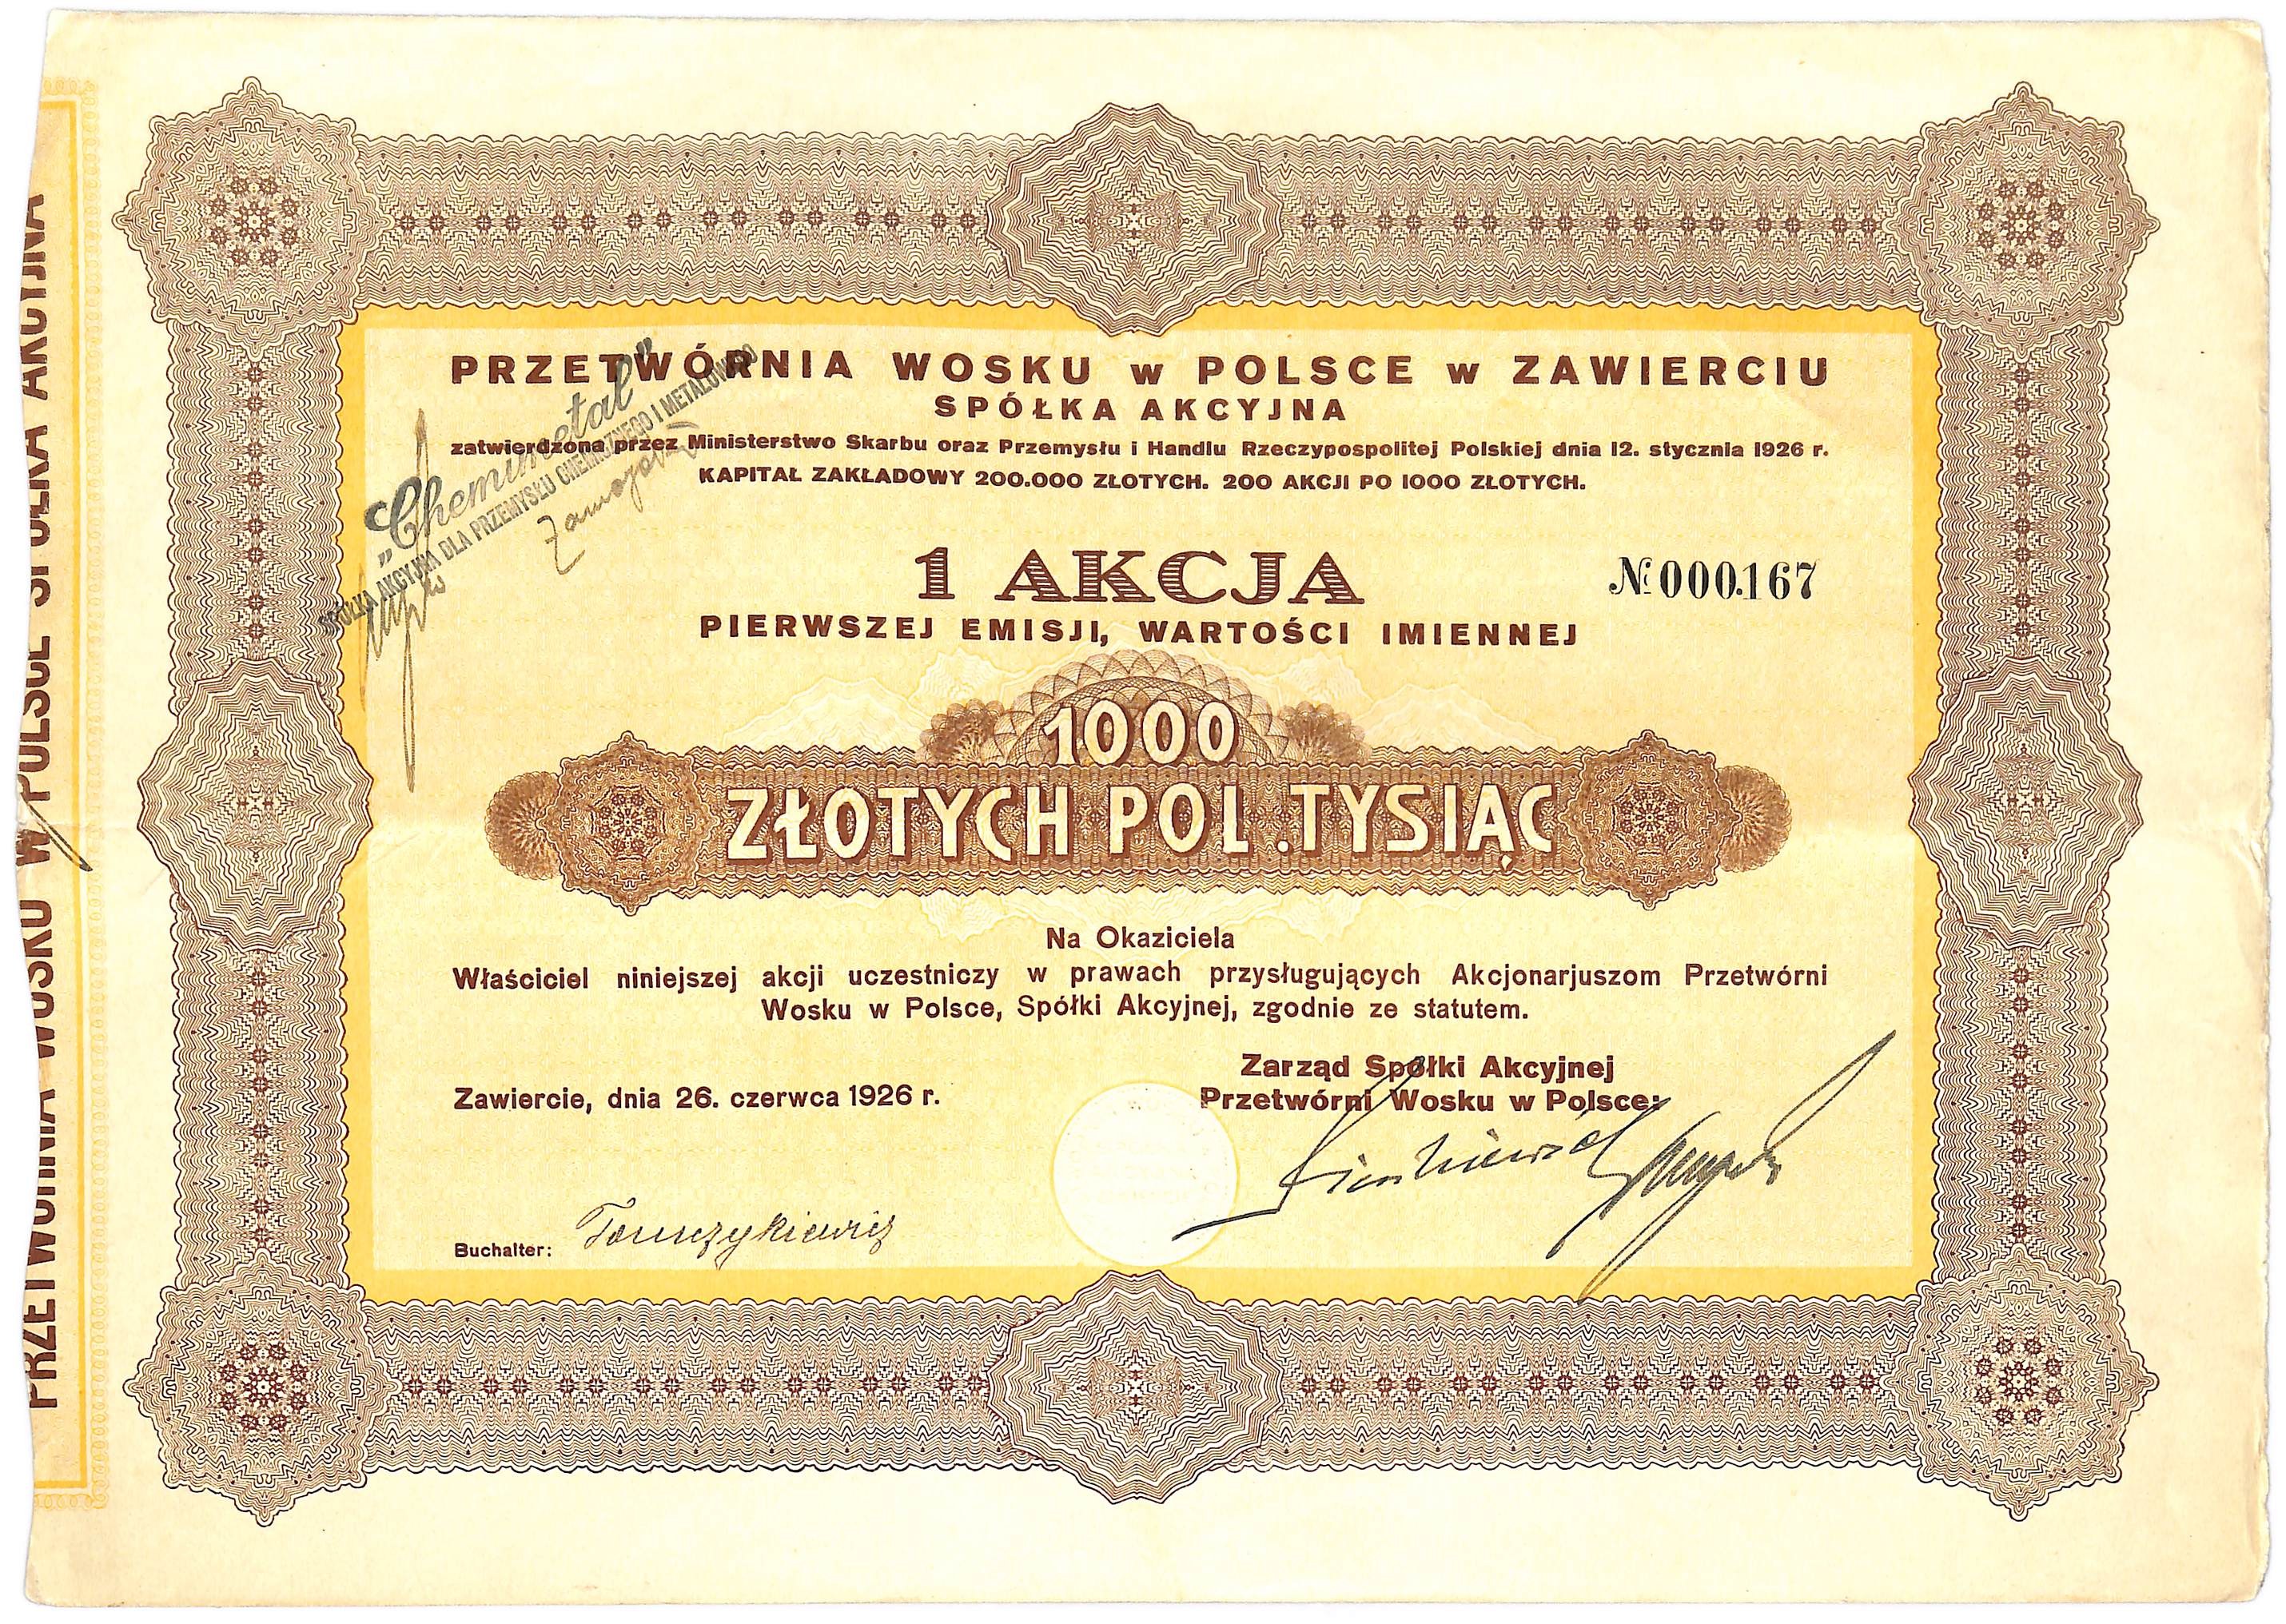 PRZETWÓRNIA WOSKU W POLSCE SPÓŁKA AKCYJNA
PRZETWÓRNIA WOSKU w POLSCE w ZAWIERCIU
SPÓŁKA AKCYJNA
zatwierdzona przez Ministerstwo Skarbu oraz Przemysłu i Handlu Rzeczypospolitej Polskiej dnia 12. stycznia 1926 r.
KAPITAŁ ZAKŁADOWY 200.000 ZŁOTYCH. 200 AKCJI PO 1000 ZŁOTYCH.
„Chemimetal”
SPÓŁKA AKCYJNA DLA PRZEMYSŁU CHEMICZNEGO I METALOWEGO
1 AKCJA
№ 000.167
PIERWSZEJ EMISJI, WARTOŚCI IMIENNEJ
1000
ZŁOTYCH POL. TYSIĄC
Na Okaziciela
Właściciel niniejszej akcji uczestniczy w prawach przysługujących Akcjonarjuszom Przetwórni
Wosku w Polsce, Spółki Akcyjnej, zgodnie ze statutem.
Zarząd Spółki Akcyjnej
Przetwórni Wosku w Polsce:
Zawiercie, dnia 26. czerwca 1926 r.
Buchalter: Tomczykiewicz